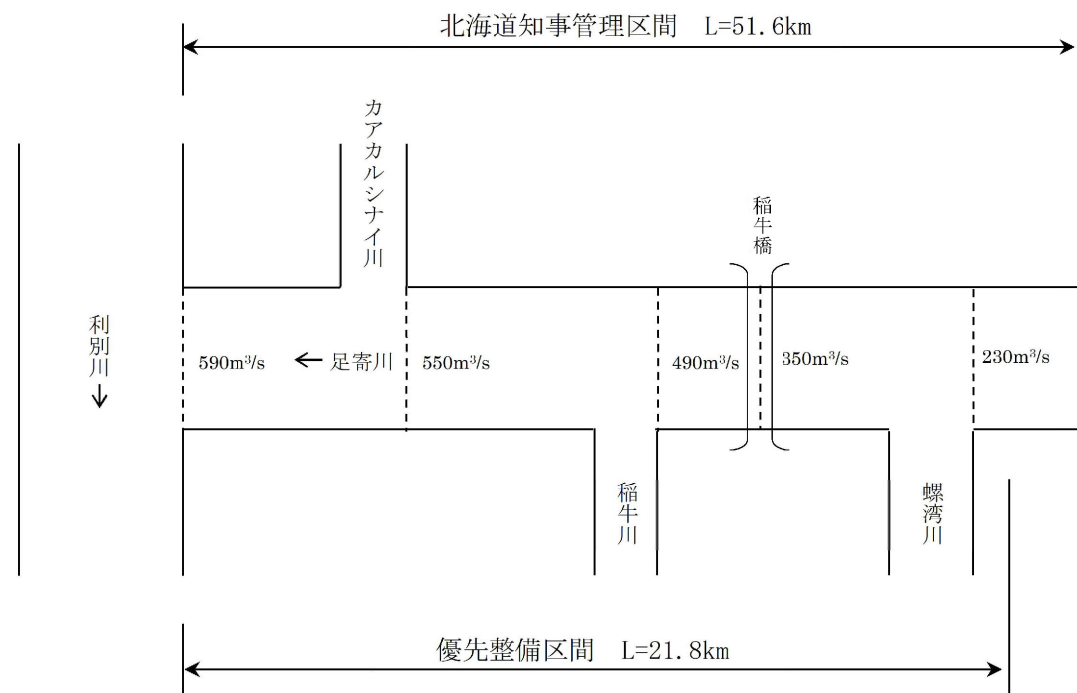 北海道知事管理区間 L=51.6km
カアカルシナイ川
稲牛橋
利別川
590m³/s
足寄川
550m³/s
490m³/s
350m³/s
230m³/s
稲牛川
螺湾川
優先整備区間 L=21.8km